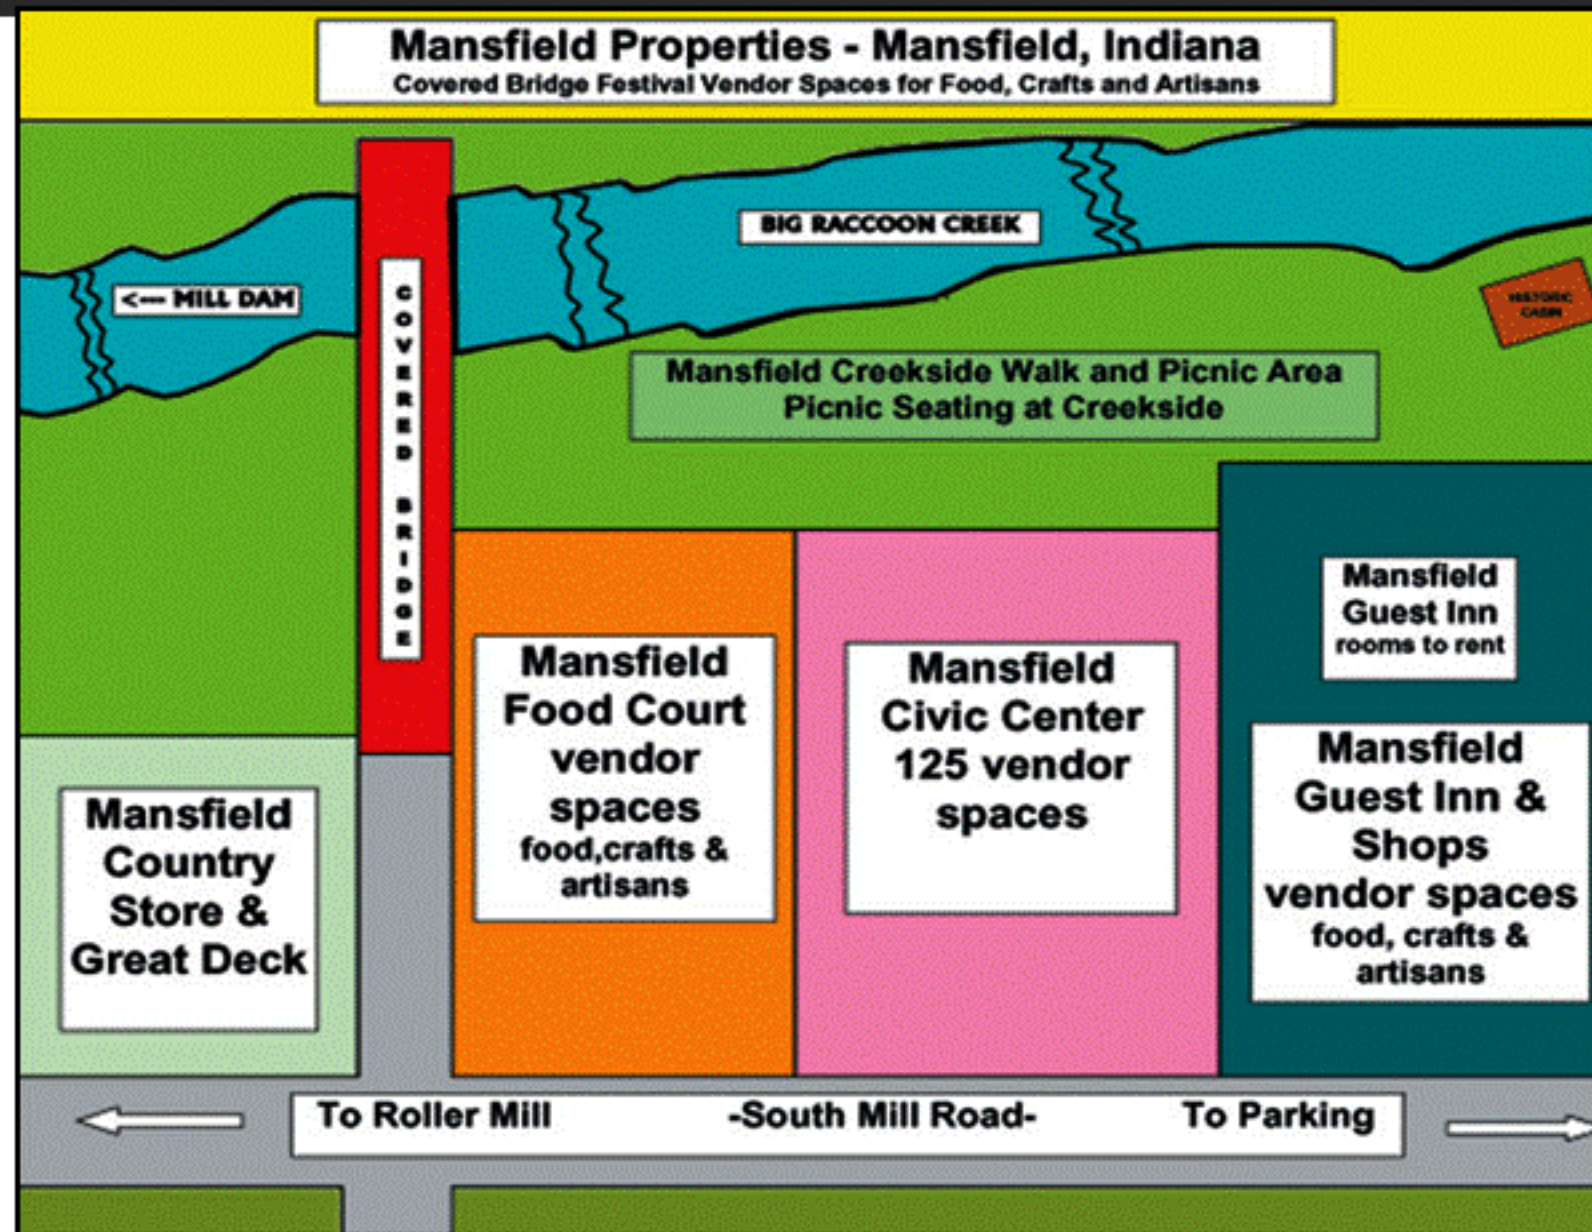 Mansfield Properties - Mansfield, Indiana
Covered Bridge Festival Vendor Spaces for Food, Crafts and Artisans
BIG RACCOON CREEK
<--- MILL DAM
COVERED BRIDGE
HISTORIC
CABIN
Mansfield Creekside Walk and Picnic Area
Picnic Seating at Creekside
Mansfield
Country
Store &
Great Deck
Mansfield
Food Court
vendor
spaces
food,crafts &
artisans
Mansfield
Civic Center
125 vendor
spaces
Mansfield
Guest Inn
rooms to rent
Mansfield
Guest Inn &
Shops
vendor spaces
food, crafts &
artisans
To Roller Mill -South Mill Road- To Parking